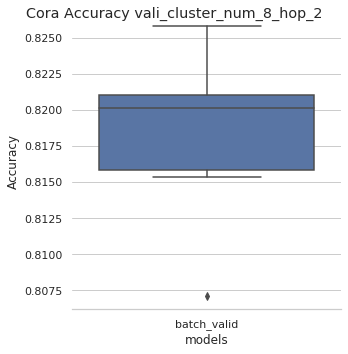 Cora Accuracy vali_cluster_num_8_hop_2
0.8250
0.8225
0.8200
0.8175
0.8150
0.8125
0.8100
0.8075
Accuracy
batch_valid
models